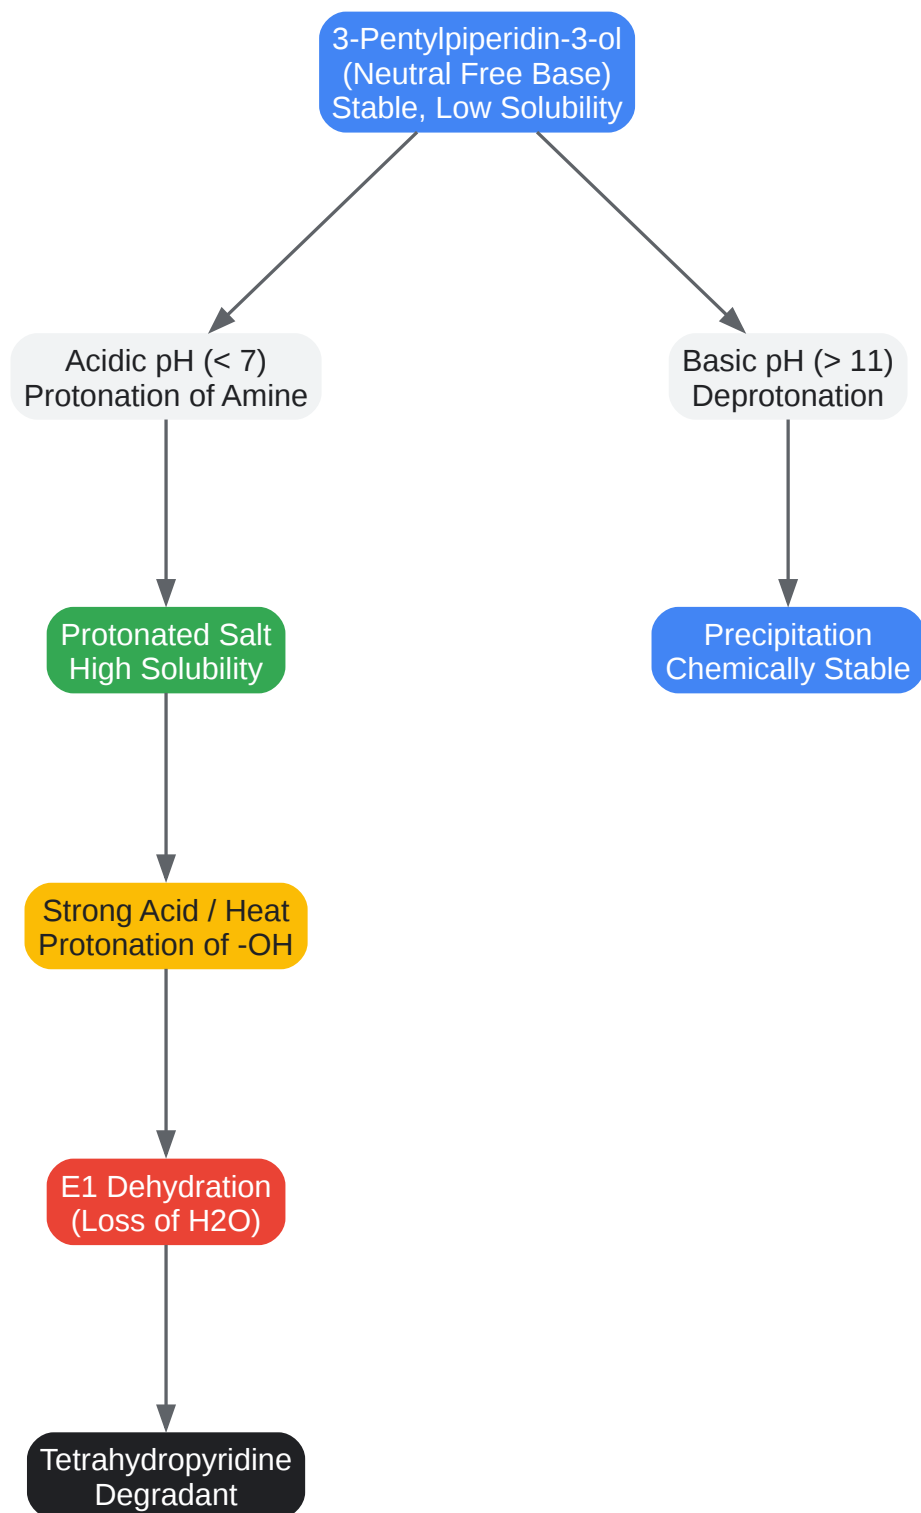 3-Pentylpiperidin-3-ol
(Neutral Free Base)
Stable, Low Solubility
Acidic pH (< 7)
Protonation of Amine
Basic pH (> 11)
Deprotonation
Protonated Salt
High Solubility
Precipitation
Chemically Stable
Strong Acid / Heat
Protonation of -OH
E1 Dehydration
(Loss of H2O)
Tetrahydropyridine
Degradant